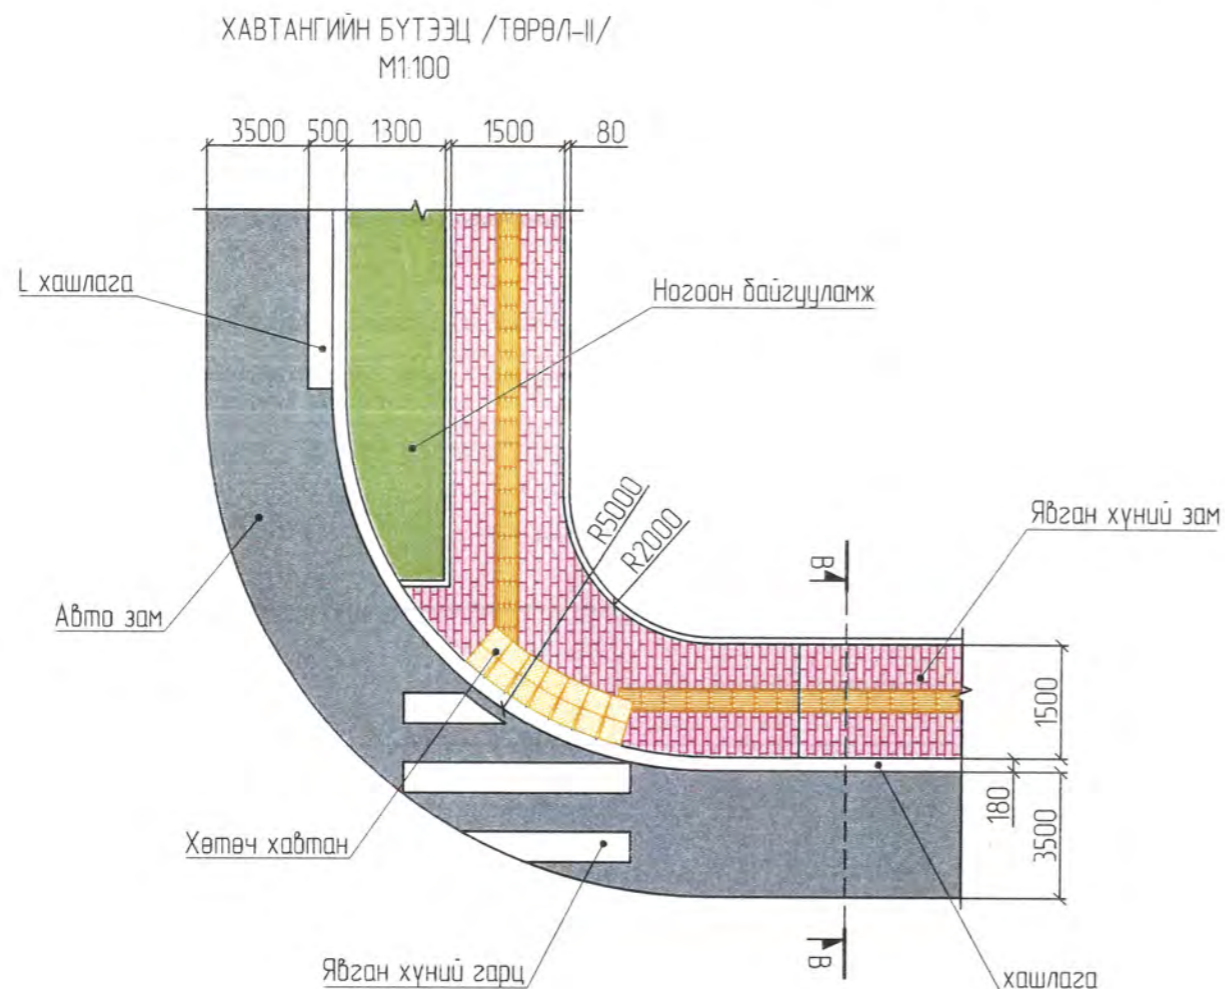 ХАВТАНГИЙН БҮТЭЭЦ /ТӨРӨЛ-II/
М1:100
3500 500 1300 1500 80
L хашлага
Ногоон байгууламж
R5000
R2000
Явган хүний зам
В
Авто зам
1500
180
3500
Хөтөч хавтан
Явган хүний гарц
В
хашлага